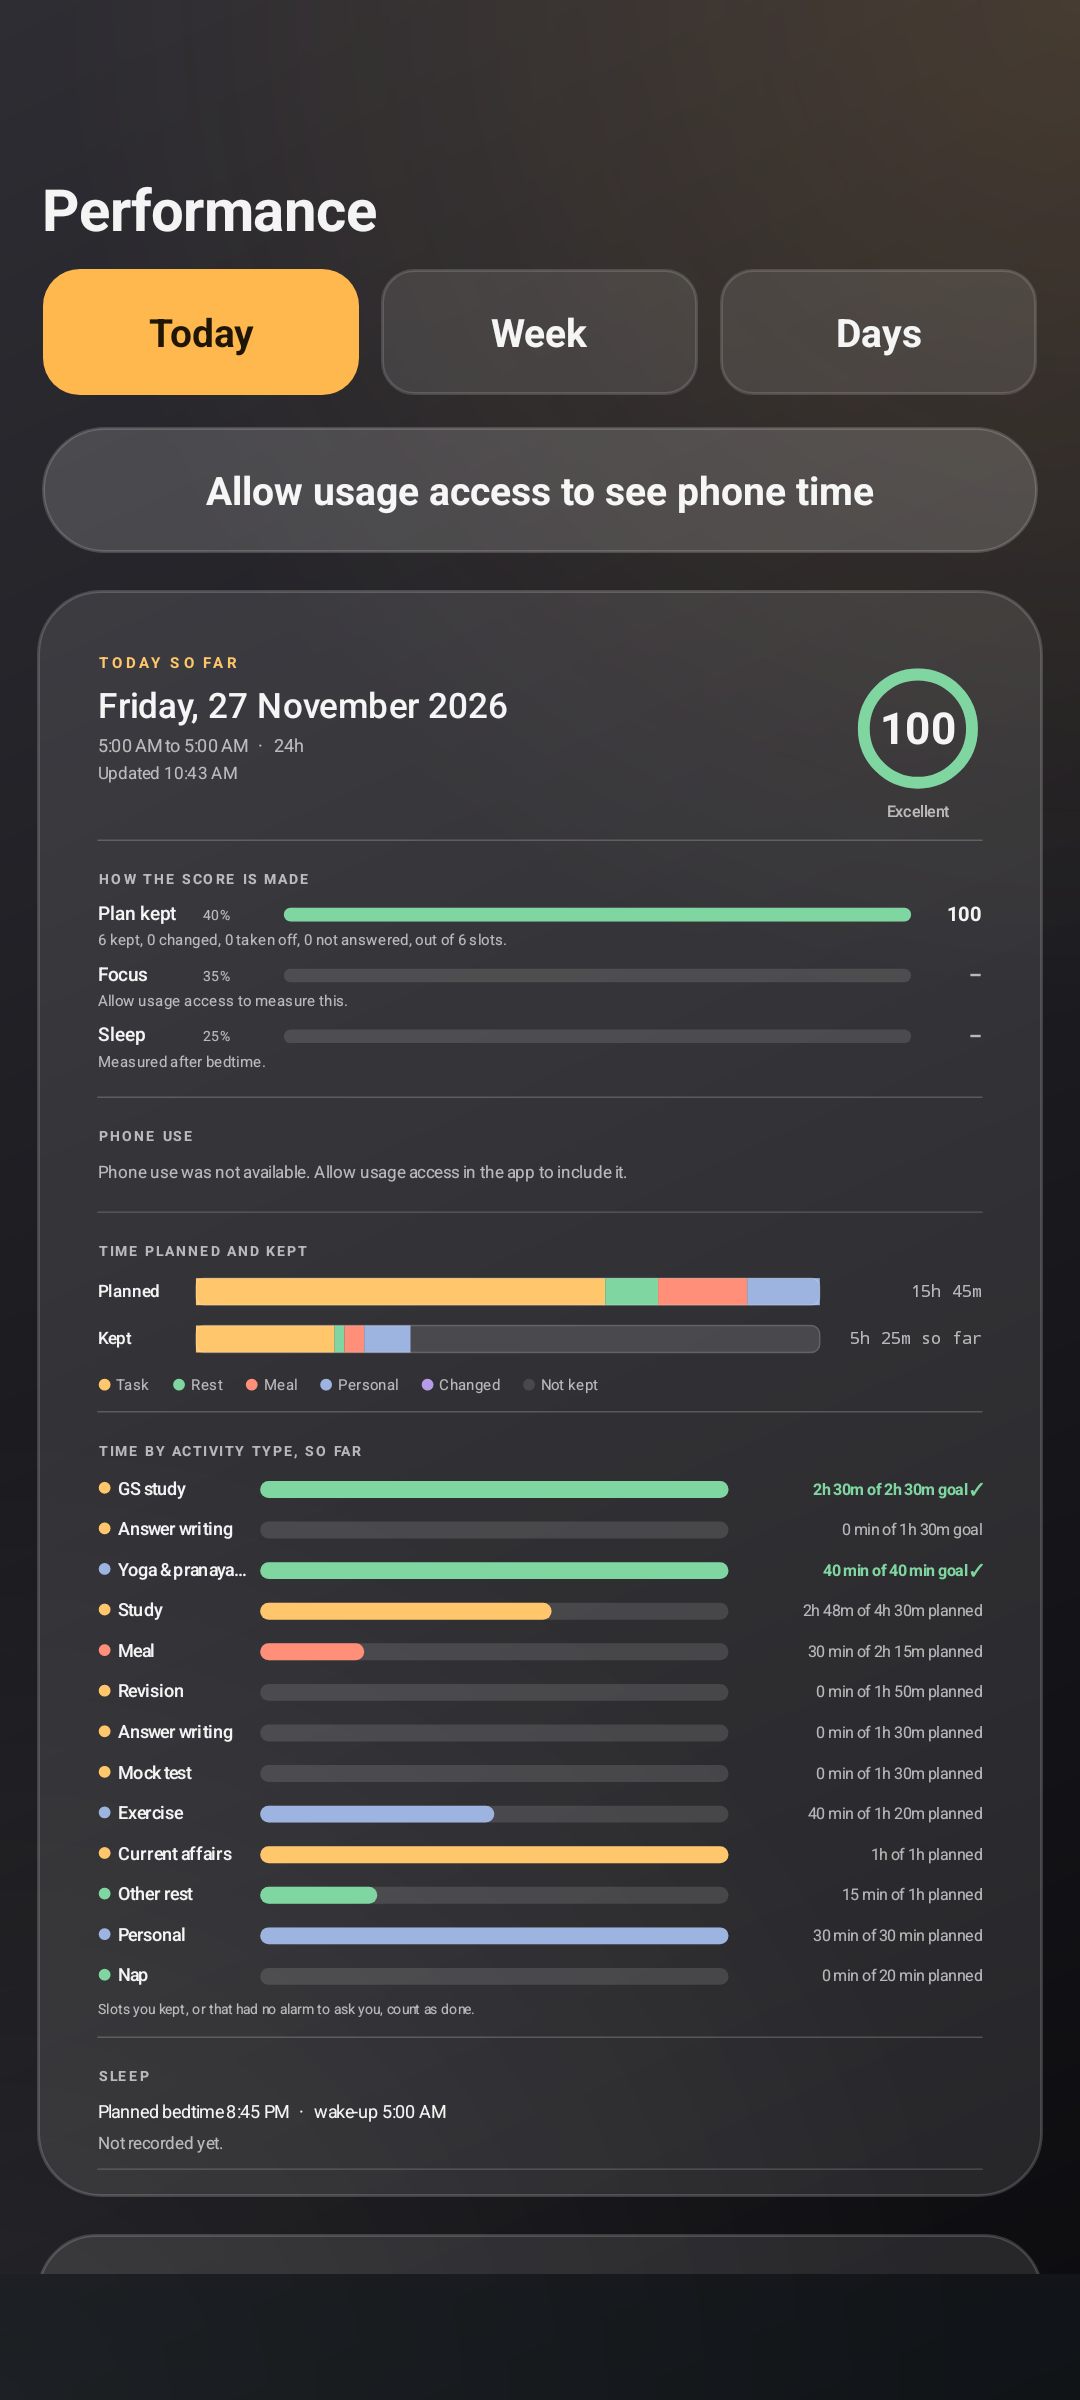 Performance
Today
Week
Days
Allow usage access to see phone time
TODAY SO FAR
Friday, 27 November 2026
5:00 AM to 5:00 AM · 24h
Updated 10:43 AM
100
Excellent
HOW THE SCORE IS MADE
Plan kept 40% 100
6 kept, 0 changed, 0 taken off, 0 not answered, out of 6 slots.
Focus 35% –
Allow usage access to measure this.
Sleep 25% –
Measured after bedtime.
PHONE USE
Phone use was not available. Allow usage access in the app to include it.
TIME PLANNED AND KEPT
Planned 15h 45m
Kept 5h 25m so far
Task Rest Meal Personal Changed Not kept
TIME BY ACTIVITY TYPE, SO FAR
GS study 2h 30m of 2h 30m goal ✓
Answer writing 0 min of 1h 30m goal
Yoga & pranaya... 40 min of 40 min goal ✓
Study 2h 48m of 4h 30m planned
Meal 30 min of 2h 15m planned
Revision 0 min of 1h 50m planned
Answer writing 0 min of 1h 30m planned
Mock test 0 min of 1h 30m planned
Exercise 40 min of 1h 20m planned
Current affairs 1h of 1h planned
Other rest 15 min of 1h planned
Personal 30 min of 30 min planned
Nap 0 min of 20 min planned
Slots you kept, or that had no alarm to ask you, count as done.
SLEEP
Planned bedtime 8:45 PM · wake-up 5:00 AM
Not recorded yet.